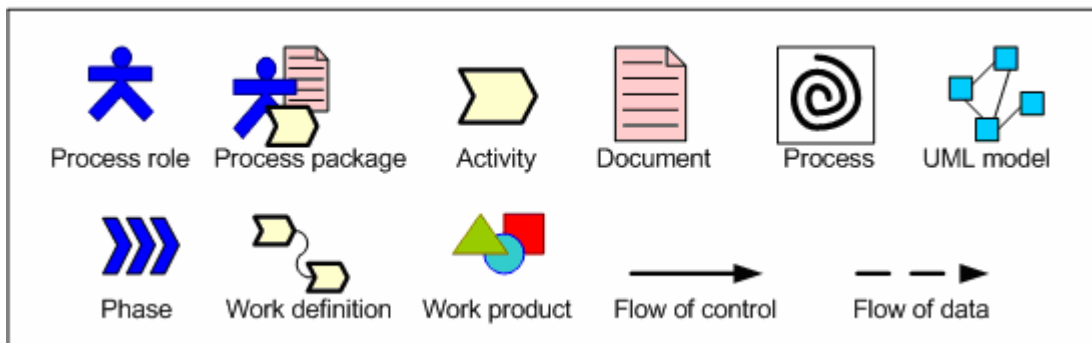 Process role
Process package
Activity
Document
Process
UML model
Phase
Work definition
Work product
Flow of control
Flow of data